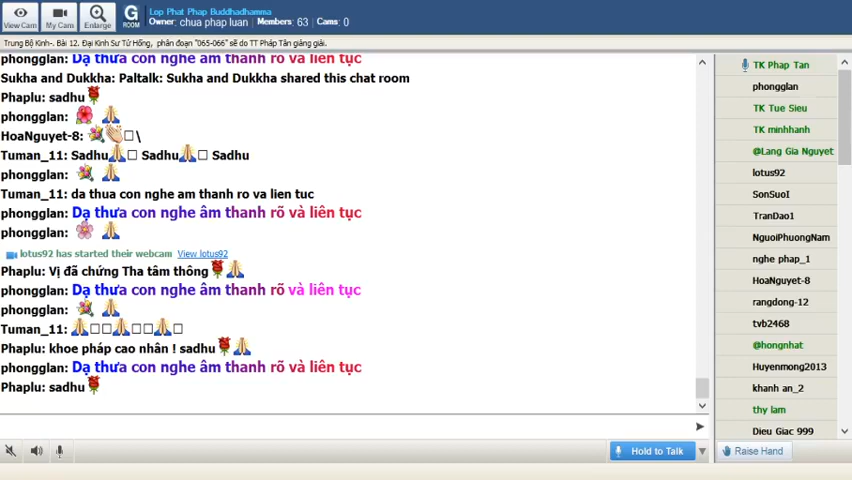 Lop Phat Phap Buddhadhamma
Owner: chua phap luan Members: 63 Cams: 0
View Cam My Cam Enlarge G ROOM
Trung Bộ Kinh-. Bài 12. Đại Kinh Sư Tử Hống, phân đoạn "065-066" sẽ do TT Pháp Tân giảng giải.
phongglan: Dạ thưa con nghe âm thanh rõ và liên tục
Sukha and Dukkha: Paltalk: Sukha and Dukkha shared this chat room
Phaplu: sadhu
phongglan:
HoaNguyet-8: \
Tuman_11: Sadhu Sadhu Sadhu
phongglan:
Tuman_11: da thua con nghe am thanh ro va lien tuc
phongglan: Dạ thưa con nghe âm thanh rõ và liên tục
phongglan:
lotus92 has started their webcam View lotus92
Phaplu: Vị đã chứng Tha tâm thông
phongglan: Dạ thưa con nghe âm thanh rõ và liên tục
phongglan:
Tuman_11:
Phaplu: khoe pháp cao nhân ! sadhu
phongglan: Dạ thưa con nghe âm thanh rõ và liên tục
Phaplu: sadhu
Hold to Talk
TK Phap Tan
phongglan
TK Tue Sieu
TK minhhanh
@Lang Gia Nguyet
lotus92
SonSuoI
TranDao1
NguoiPhuongNam
nghe phap_1
HoaNguyet-8
rangdong-12
tvb2468
@hongnhat
Huyenmong2013
khanh an_2
thy lam
Dieu Giac 999
Raise Hand